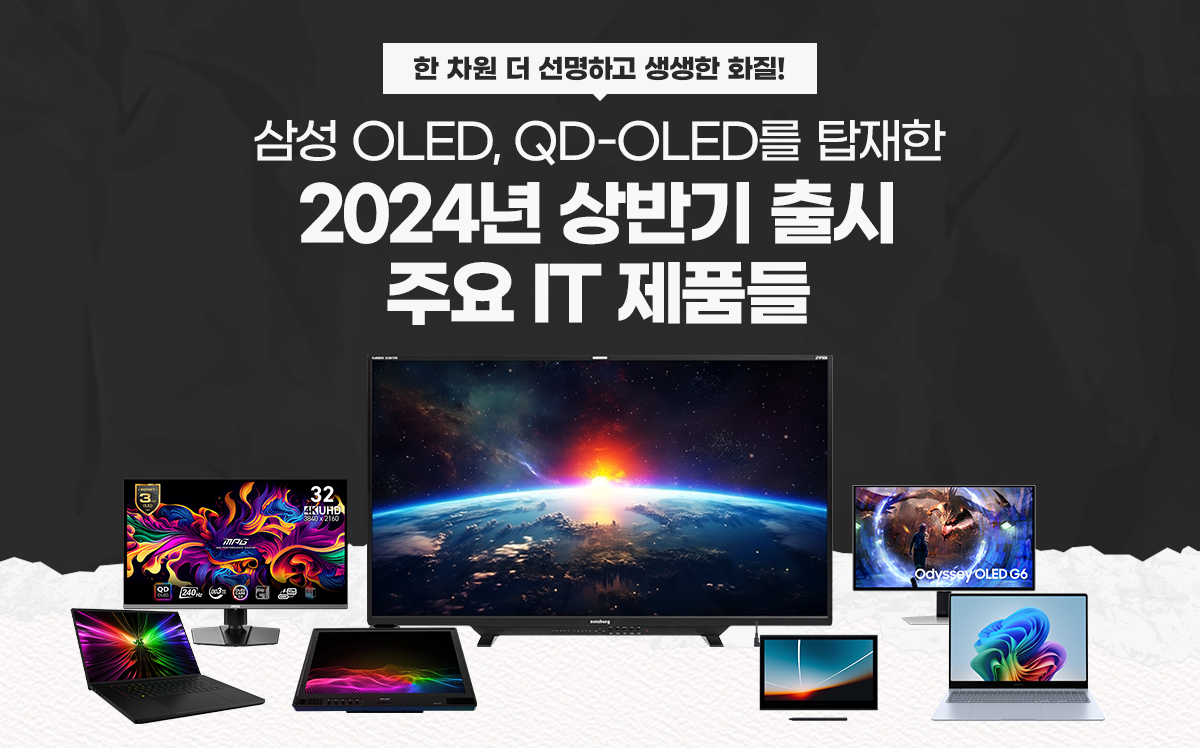 한 차원 더 선명하고 생생한 화질!
삼성 OLED, QD-OLED를 탑재한
2024년 상반기 출시
주요 IT 제품들
32
4K UHD
3840 x 2160
3
OLED
MPG
QD
OLED
240Hz
Odyssey OLED G6